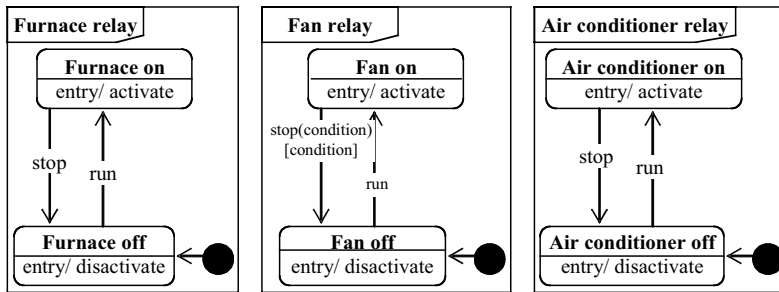 Furnace relay
Furnace on
entry/ activate
stop
run
Furnace off
entry/ disactivate
Fan relay
Fan on
entry/ activate
stop(condition)
[condition]
run
Fan off
entry/ disactivate
Air conditioner relay
Air conditioner on
entry/ activate
stop
run
Air conditioner off
entry/ disactivate